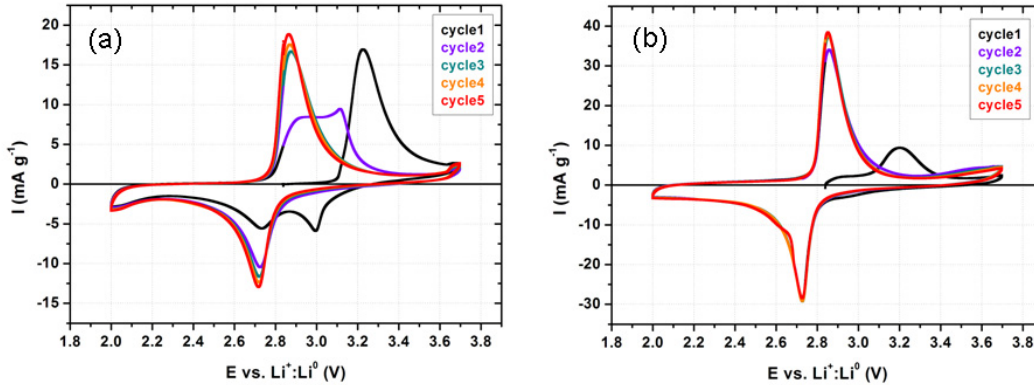 (a)
cycle1
cycle2
cycle3
cycle4
cycle5
I (mA g⁻¹)
20
15
10
5
0
-5
-10
-15
1.8 2.0 2.2 2.4 2.6 2.8 3.0 3.2 3.4 3.6 3.8
E vs. Li⁺:Li⁰ (V)
(b)
cycle1
cycle2
cycle3
cycle4
cycle5
I (mA g⁻¹)
40
30
20
10
0
-10
-20
-30
1.8 2.0 2.2 2.4 2.6 2.8 3.0 3.2 3.4 3.6 3.8
E vs. Li⁺:Li⁰ (V)